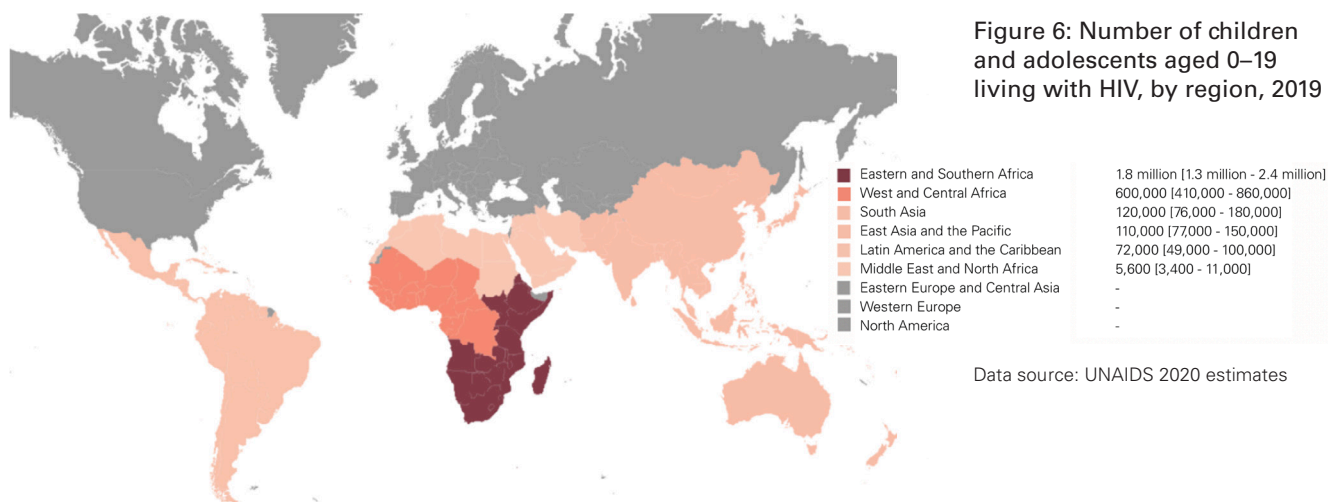 Figure 6: Number of children
and adolescents aged 0–19
living with HIV, by region, 2019
Eastern and Southern Africa 1.8 million [1.3 million - 2.4 million]
West and Central Africa 600,000 [410,000 - 860,000]
South Asia 120,000 [76,000 - 180,000]
East Asia and the Pacific 110,000 [77,000 - 150,000]
Latin America and the Caribbean 72,000 [49,000 - 100,000]
Middle East and North Africa 5,600 [3,400 - 11,000]
Eastern Europe and Central Asia -
Western Europe -
North America -
Data source: UNAIDS 2020 estimates